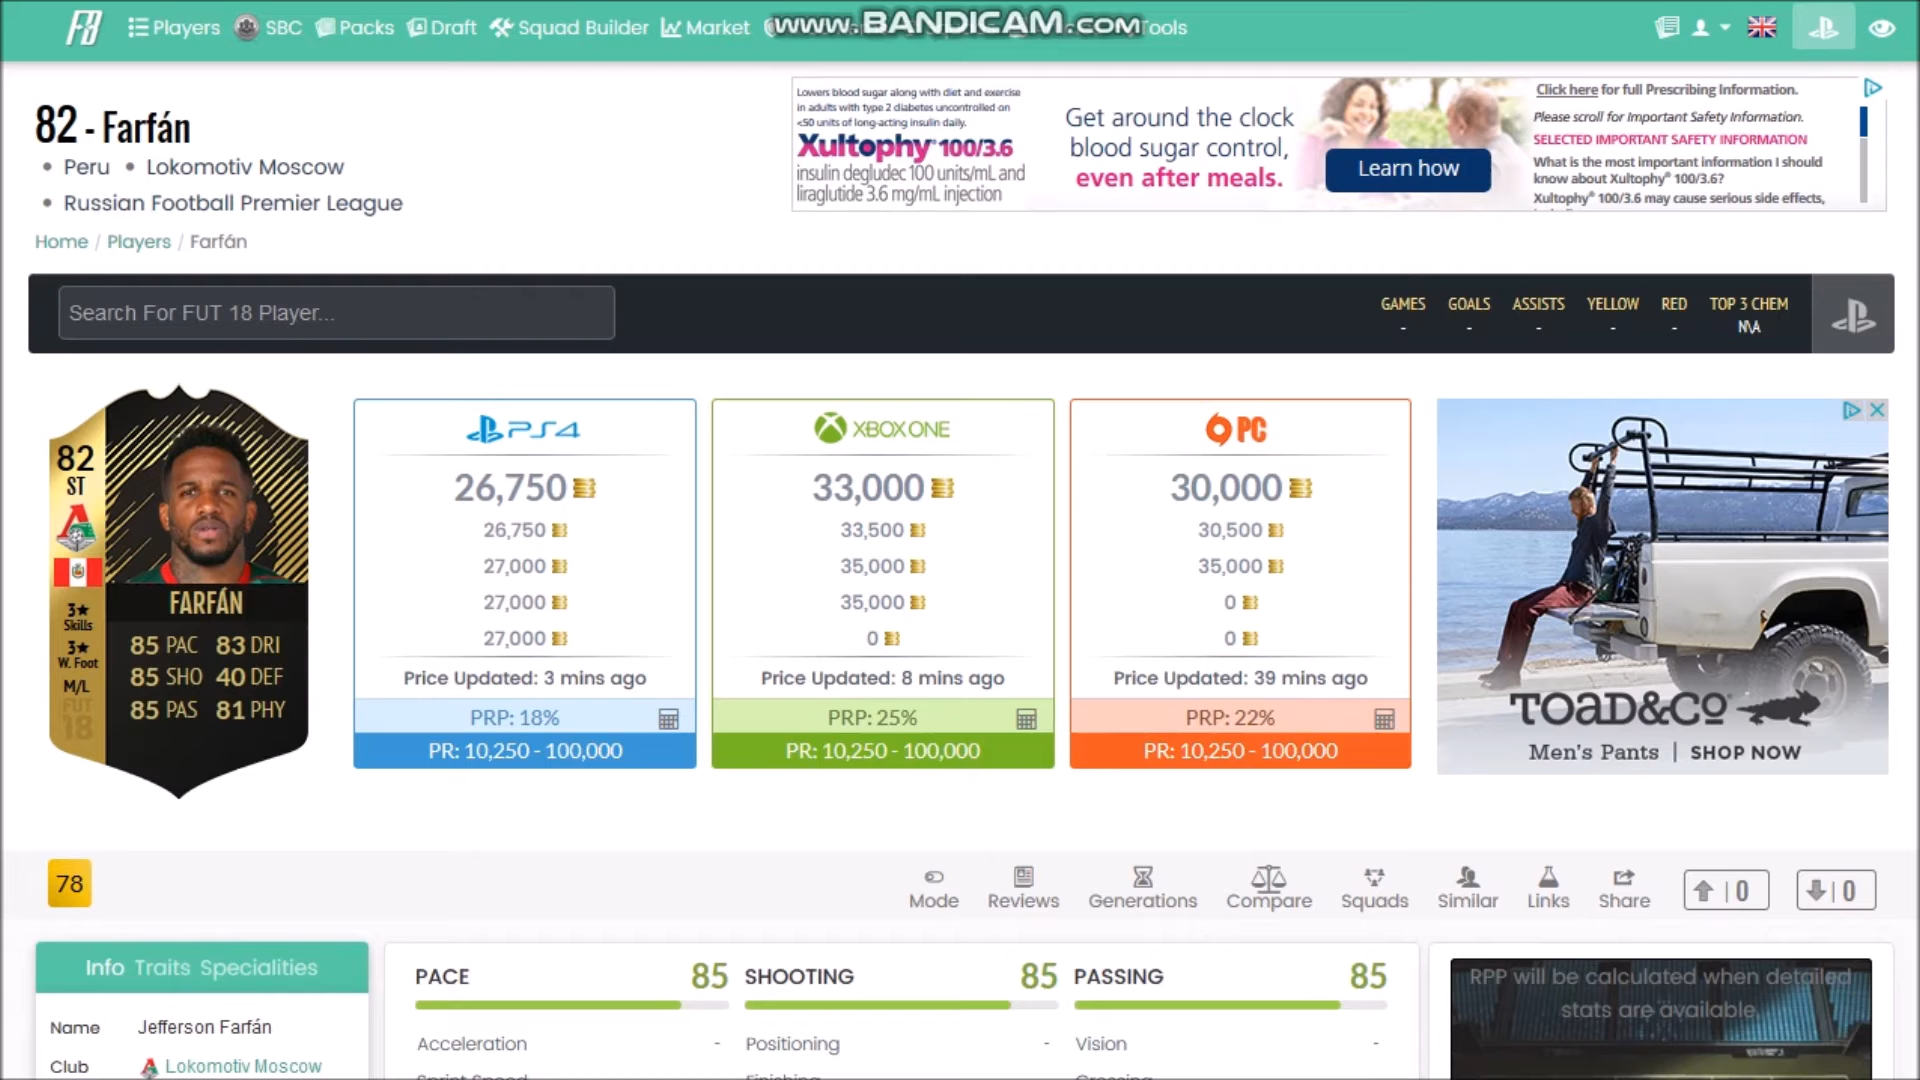 Players SBC Packs Draft Squad Builder Market Tools
www.BANDICAM.com
82 - Farfán
Peru Lokomotiv Moscow
Russian Football Premier League
Home / Players / Farfán
Lowers blood sugar along with diet and exercise
in adults with type 2 diabetes uncontrolled on
<50 units of long-acting insulin daily.
Xultophy® 100/3.6
insulin degludec 100 units/mL and
liraglutide 3.6 mg/mL injection
Get around the clock
blood sugar control,
even after meals.
Learn how
Click here for full Prescribing Information.
Please scroll for Important Safety Information.
SELECTED IMPORTANT SAFETY INFORMATION
What is the most important information I should
know about Xultophy® 100/3.6?
Xultophy® 100/3.6 may cause serious side effects,
Search For FUT 18 Player...
GAMES GOALS ASSISTS YELLOW RED TOP 3 CHEM
- - - - - N\A
82
ST
3★
Skills
3★
W. Foot
M/L
FUT
18
FARFÁN
85 PAC 83 DRI
85 SHO 40 DEF
85 PAS 81 PHY
PS4
26,750
26,750
27,000
27,000
27,000
Price Updated: 3 mins ago
PRP: 18%
PR: 10,250 - 100,000
XBOX ONE
33,000
33,500
35,000
35,000
0
Price Updated: 8 mins ago
PRP: 25%
PR: 10,250 - 100,000
PC
30,000
30,500
35,000
0
0
Price Updated: 39 mins ago
PRP: 22%
PR: 10,250 - 100,000
TOAD&CO
Men's Pants | SHOP NOW
78
Mode Reviews Generations Compare Squads Similar Links Share | 0 | 0
Info Traits Specialities
Name Jefferson Farfán
Club Lokomotiv Moscow
PACE 85 SHOOTING 85 PASSING 85
Acceleration - Positioning - Vision -
Sprint Speed Finishing Crossing
RPP will be calculated when detailed
stats are available.